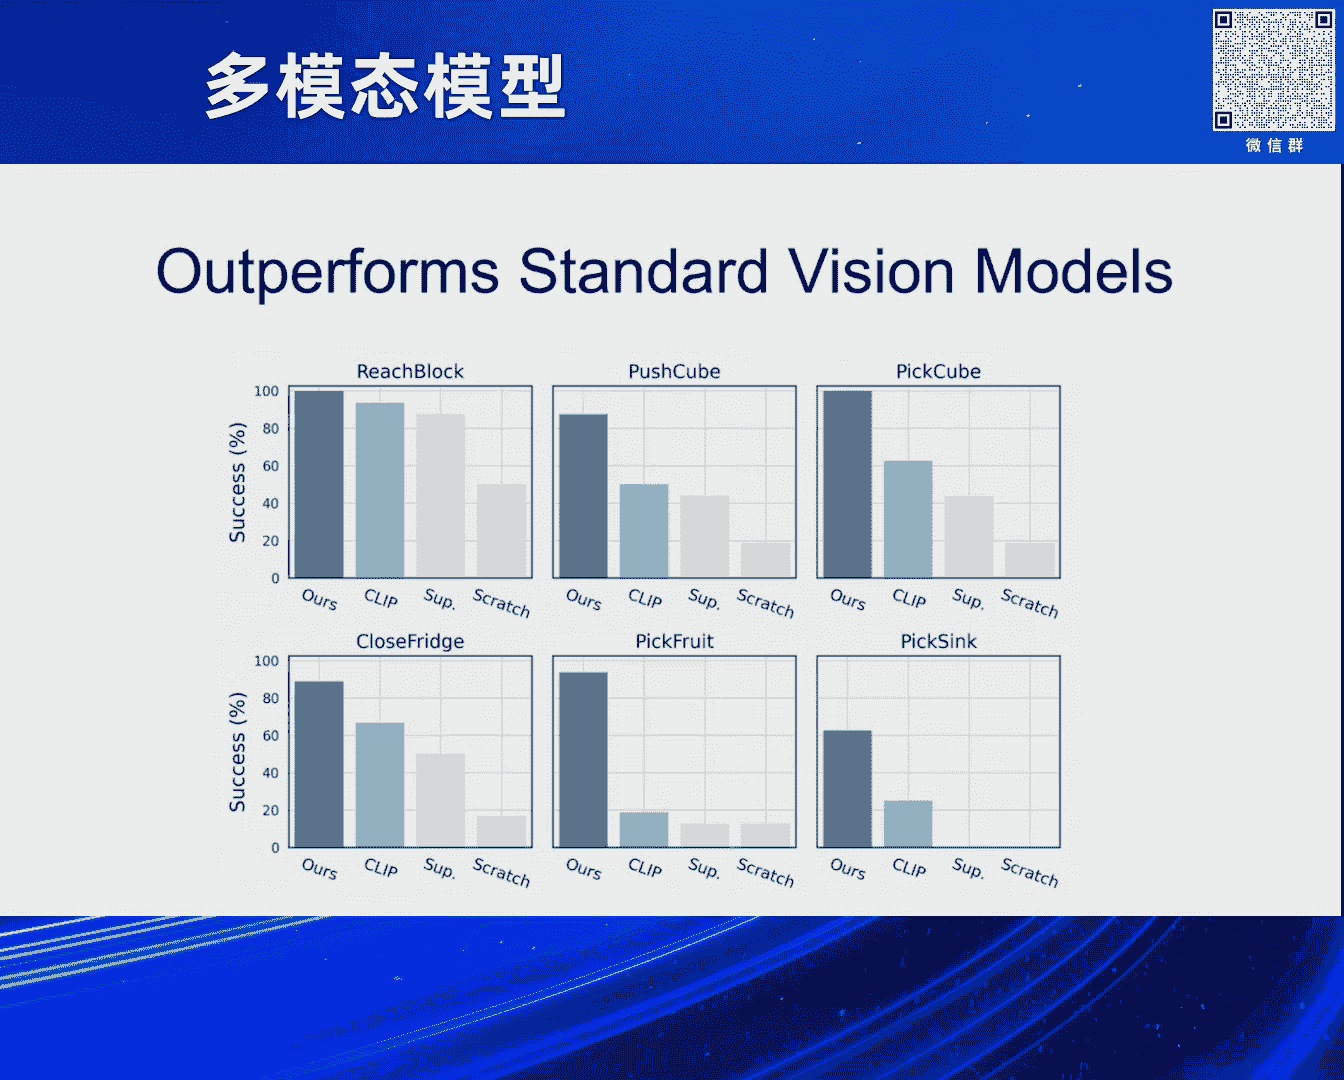 多模态模型
微信群
Outperforms Standard Vision Models
ReachBlock
PushCube
PickCube
Success (%)
100
80
60
40
20
0
Ours CLIP Sup. Scratch
Ours CLIP Sup. Scratch
Ours CLIP Sup. Scratch
CloseFridge
PickFruit
PickSink
Success (%)
100
80
60
40
20
0
Ours CLIP Sup. Scratch
Ours CLIP Sup. Scratch
Ours CLIP Sup. Scratch